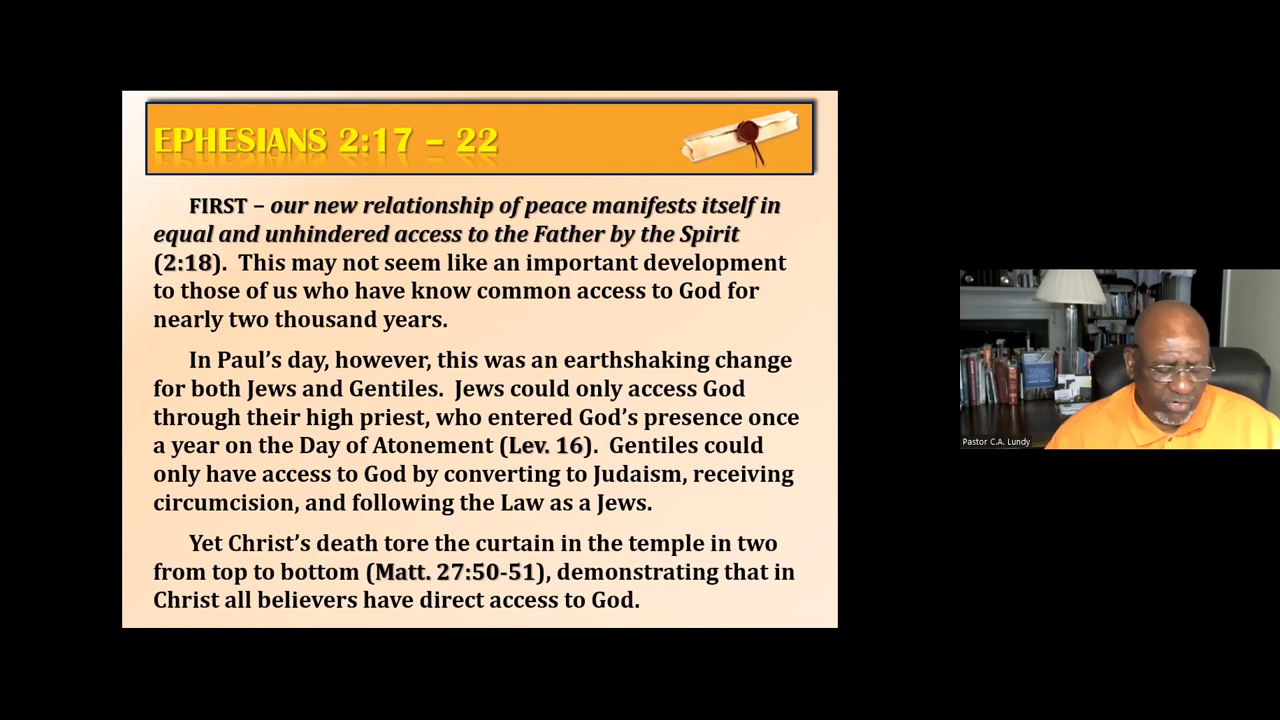 EPHESIANS 2:17 – 22
FIRST – our new relationship of peace manifests itself in
equal and unhindered access to the Father by the Spirit
(2:18). This may not seem like an important development
to those of us who have know common access to God for
nearly two thousand years.
In Paul's day, however, this was an earthshaking change
for both Jews and Gentiles. Jews could only access God
through their high priest, who entered God's presence once
a year on the Day of Atonement (Lev. 16). Gentiles could
only have access to God by converting to Judaism, receiving
circumcision, and following the Law as a Jews.
Yet Christ's death tore the curtain in the temple in two
from top to bottom (Matt. 27:50-51), demonstrating that in
Christ all believers have direct access to God.
Pastor C.A. Lundy